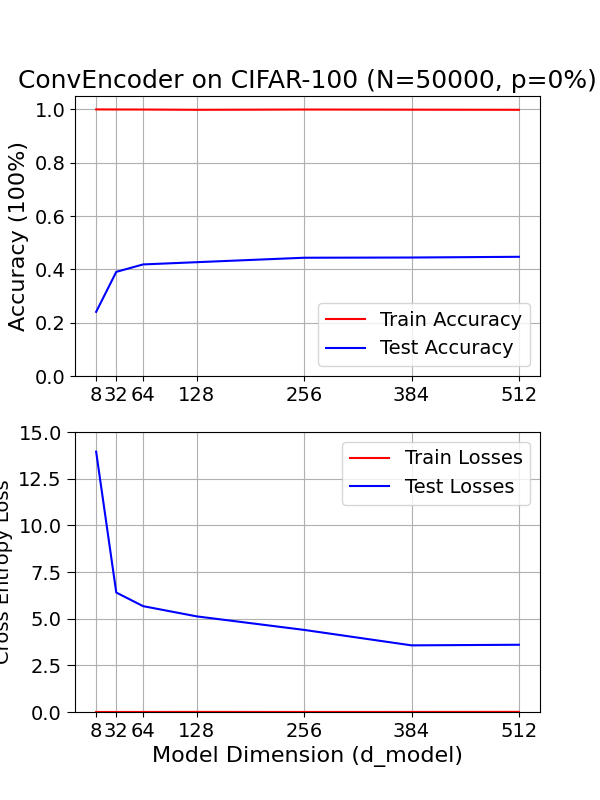 ConvEncoder on CIFAR-100 (N=50000, p=0%)
1.0
0.8
0.6
0.4
0.2
0.0
Accuracy (100%)
Train Accuracy
Test Accuracy
8 32 64 128 256 384 512
15.0
12.5
10.0
7.5
5.0
2.5
0.0
Cross Entropy Loss
Train Losses
Test Losses
8 32 64 128 256 384 512
Model Dimension (d_model)